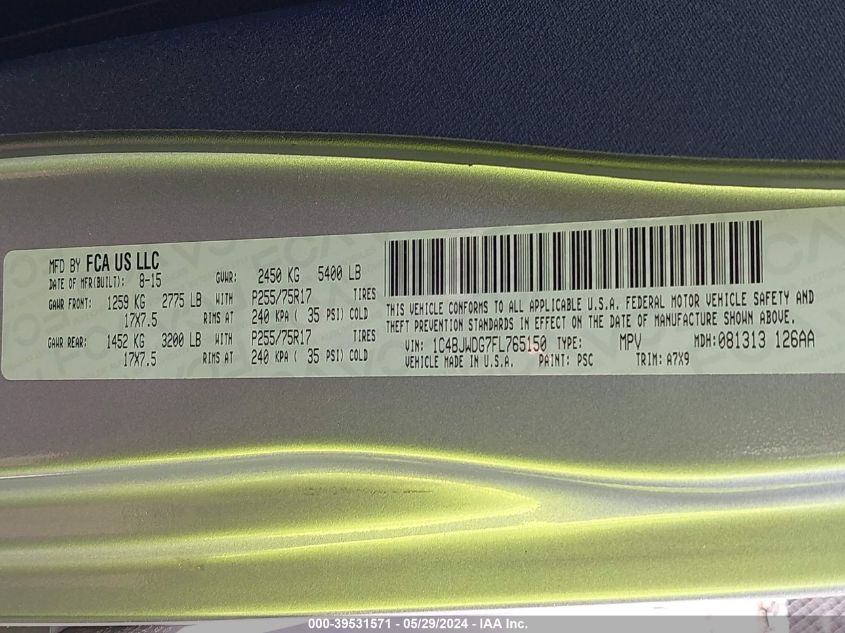 MFD BY FCA US LLC
DATE OF MFR(BUILT): 8-15 GVWR: 2450 KG 5400 LB
GAWR FRONT: 1259 KG 2775 LB WITH P255/75R17 TIRES
17X7.5 RIMS AT 240 KPA ( 35 PSI) COLD
GAWR REAR: 1452 KG 3200 LB WITH P255/75R17 TIRES
17X7.5 RIMS AT 240 KPA ( 35 PSI) COLD
THIS VEHICLE CONFORMS TO ALL APPLICABLE U.S.A. FEDERAL MOTOR VEHICLE SAFETY AND
THEFT PREVENTION STANDARDS IN EFFECT ON THE DATE OF MANUFACTURE SHOWN ABOVE.
VIN: 1C4BJWDG7FL765150 TYPE: MPV MDH: 081313 126AA
VEHICLE MADE IN U.S.A. PAINT: PSC TRIM: A7X9
000-39531571 - 05/29/2024 - IAA Inc.